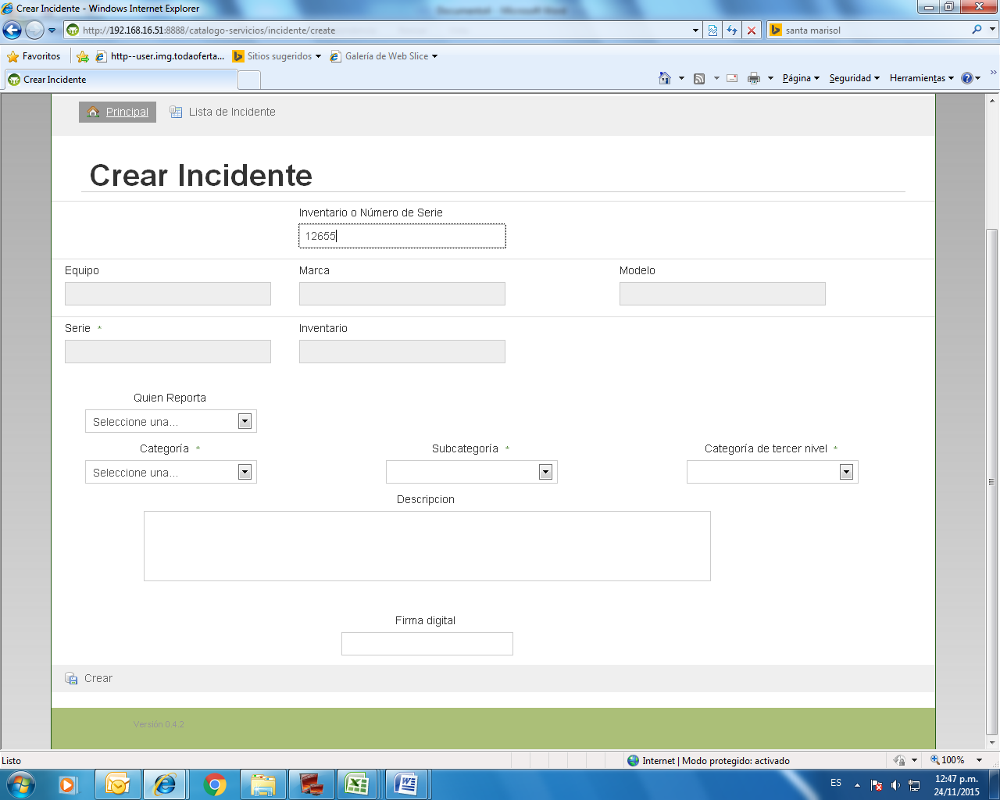 Crear Incidente - Windows Internet Explorer
http://192.168.16.51:8888/catalogo-servicios/incidente/create
santa marisol
Favoritos
http--user.img.todaoferta...
Sitios sugeridos
Galería de Web Slice
Crear Incidente
Página
Seguridad
Herramientas
Principal
Lista de Incidente
Crear Incidente
Inventario o Número de Serie
12655
Equipo
Marca
Modelo
Serie *
Inventario
Quien Reporta
Seleccione una...
Categoría *
Subcategoría *
Categoría de tercer nivel *
Seleccione una...
Descripcion
Firma digital
Crear
Versión 0.4.2
Listo
Internet | Modo protegido: activado
100%
ES
12:47 p.m.
24/11/2015